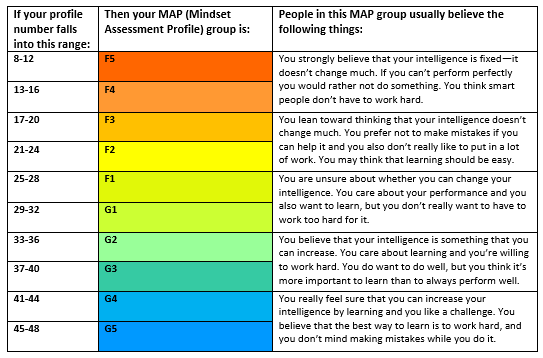 If your profile
number falls
into this range:
Then your MAP (Mindset
Assessment Profile) group is:
People in this MAP group usually believe the
following things:
8-12
F5
You strongly believe that your intelligence is fixed—it
doesn't change much. If you can't perform perfectly
you would rather not do something. You think smart
people don't have to work hard.
13-16
F4
17-20
F3
You lean toward thinking that your intelligence doesn't
change much. You prefer not to make mistakes if you
can help it and you also don't really like to put in a lot
of work. You may think that learning should be easy.
21-24
F2
25-28
F1
You are unsure about whether you can change your
intelligence. You care about your performance and you
also want to learn, but you don't really want to have to
work too hard for it.
29-32
G1
33-36
G2
You believe that your intelligence is something that you
can increase. You care about learning and you're willing
to work hard. You do want to do well, but you think it's
more important to learn than to always perform well.
37-40
G3
41-44
G4
You really feel sure that you can increase your
intelligence by learning and you like a challenge. You
believe that the best way to learn is to work hard, and
you don't mind making mistakes while you do it.
45-48
G5